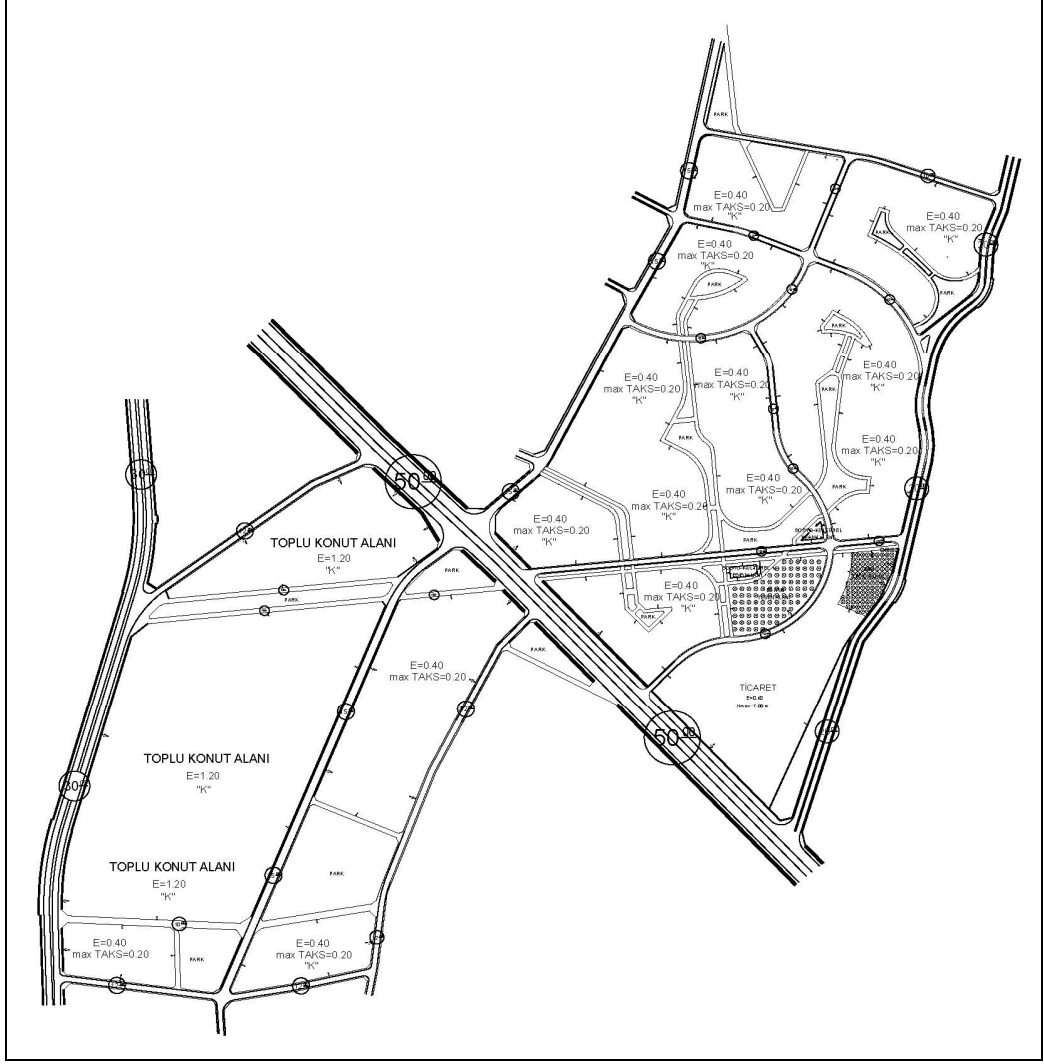 PARK
E=0.40
max TAKS=0.20
"K"
E=0.40
max TAKS=0.20
"K"
PARK
E=0.40
max TAKS=0.20
"K"
PARK
PARK
PARK
E=0.40
max TAKS=0.20
"K"
E=0.40
max TAKS=0.20
"K"
E=0.40
max TAKS=0.20
"K"
PARK
E=0.40
max TAKS=0.20
"K"
50.00
E=0.40
max TAKS=0.20
"K"
PARK
E=0.40
max TAKS=0.20
"K"
E=0.40
max TAKS=0.20
"K"
PARK
TOPLU KONUT ALANI
E=1.20
"K"
PARK
PARK
E=0.40
max TAKS=0.20
"K"
PARK
E=0.40
max TAKS=0.20
TİCARET
E=0.40
50.00
TOPLU KONUT ALANI
E=1.20
"K"
TOPLU KONUT ALANI
E=1.20
"K"
PARK
E=0.40
max TAKS=0.20
PARK
E=0.40
max TAKS=0.20
"K"